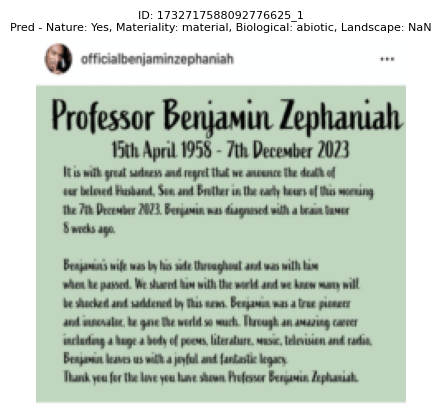 ID: 1732717588092776625_1
Pred - Nature: Yes, Materiality: material, Biological: abiotic, Landscape: NaN
officialbenjaminzephaniah
Professor Benjamin Zephaniah
15th April 1958 - 7th December 2023
It is with great sadness and regret that we anounce the death of
our beloved Husband, Son and Brother in the early hours of this morning
the 7th December 2023. Benjamin was diagnosed with a brain tumor
8 weeks ago.
Benjamin's wife was by his side throughout and was with him
when he passed. We shared him with the world and we know many will
be shocked and saddened by this news. Benjamin was a true pioneer
and innovator, he gave the world so much. Through an amazing career
including a huge a body of poems, literature, music, television and radio,
Benjamin leaves us with a joyful and fantastic legacy.
Thank you for the love you have shown Professor Benjamin Zephaniah.